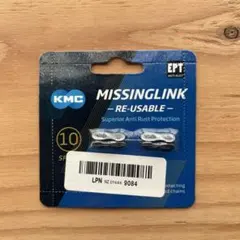 KMC
MISSINGLINK
EPT
RE-USABLE
Superior Anti Rust Protection
10
LPN
9084